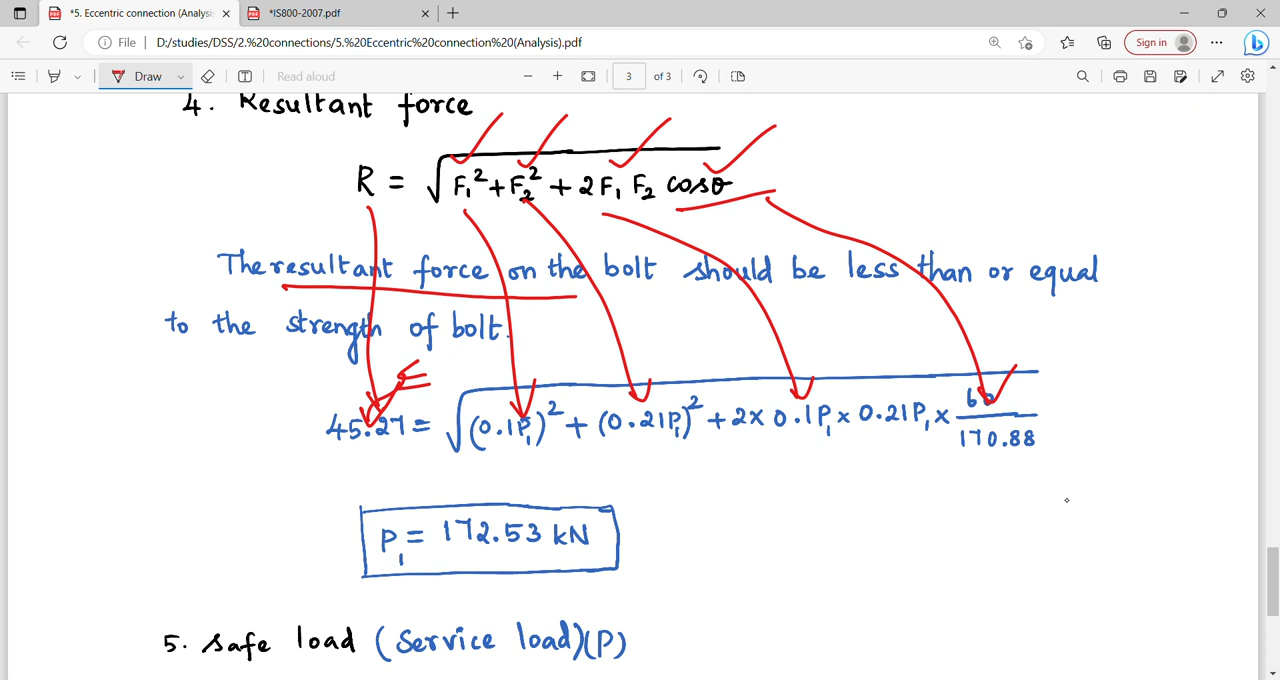 *5. Eccentric connection (Analysis
*IS800-2007.pdf
File D:/studies/DSS/2.%20connections/5.%20Eccentric%20connection%20(Analysis).pdf
Sign in
Draw Read aloud 3 of 3
4. Resultant force
R = √F₁² + F₂² + 2F₁ F₂ cosθ
The resultant force on the bolt should be less than or equal
to the strength of bolt.
45.27 = √(0.1P₁)² + (0.21P₁)² + 2 x 0.1P₁ x 0.21P₁ x 60/170.88
P₁ = 172.53 kN
5. Safe load (Service load)(P)